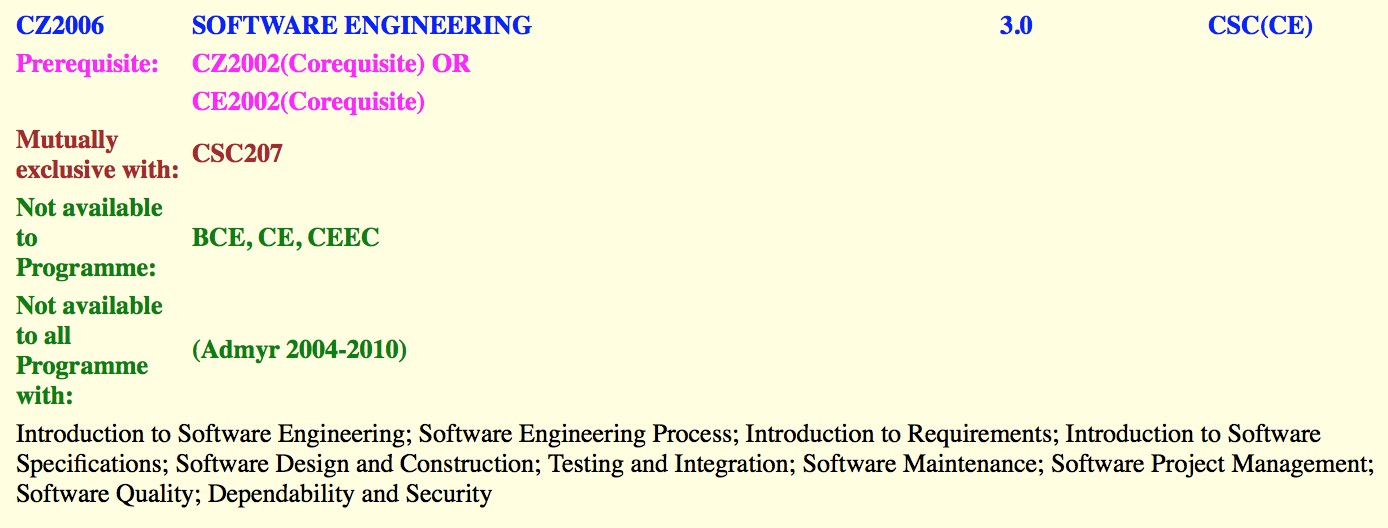 CZ2006 SOFTWARE ENGINEERING 3.0 CSC(CE)
Prerequisite: CZ2002(Corequisite) OR
CE2002(Corequisite)
Mutually
exclusive with: CSC207
Not available
to
Programme: BCE, CE, CEEC
Not available
to all
Programme
with: (Admyr 2004-2010)
Introduction to Software Engineering; Software Engineering Process; Introduction to Requirements; Introduction to Software
Specifications; Software Design and Construction; Testing and Integration; Software Maintenance; Software Project Management;
Software Quality; Dependability and Security